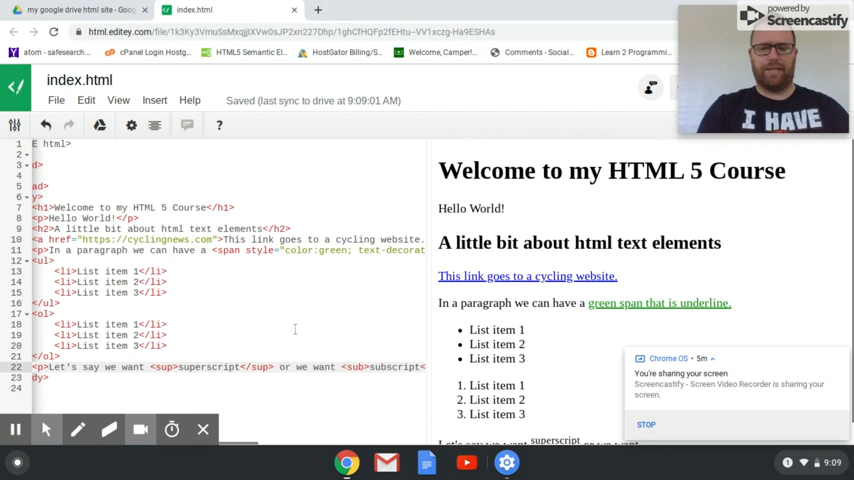 my google drive html site - Goog
index.html
powered by
Screencastify
html.editey.com/file/1k3Ky3VmuSsMxqjjlXVw0sJP2xn227Dhp/1ghCfHQFp2fEHtu–VV1xczg-Ha9ESHAs
atom - safesearch.
cPanel Login Hostg
HTML5 Semantic El
HostGator Billing/S
Welcome, Camper!
Comments - Social
Learn 2 Programmi
index.html
File Edit View Insert Help
Saved (last sync to drive at 9:09:01 AM)
I HAVE
1 E html>
2
3 d>
4
5 ad>
6 y>
7 <h1>Welcome to my HTML 5 Course</h1>
8 <p>Hello World!</p>
9 <h2>A little bit about html text elements</h2>
10 <a href="https://cyclingnews.com">This link goes to a cycling website.
11 <p>In a paragraph we can have a <span style="color:green; text-decorat
12 <ul>
13 <li>List item 1</li>
14 <li>List item 2</li>
15 <li>List item 3</li>
16 </ul>
17 <ol>
18 <li>List item 1</li>
19 <li>List item 2</li>
20 <li>List item 3</li>
21 </ol>
22 <p>Let's say we want <sup>superscript</sup> or we want <sub>subscript<
23 dy>
24
Welcome to my HTML 5 Course
Hello World!
A little bit about html text elements
This link goes to a cycling website.
In a paragraph we can have a green span that is underline.
List item 1
List item 2
List item 3
1. List item 1
2. List item 2
3. List item 3
Let's say we want superscript or we want
Chrome OS • 5m
You're sharing your screen
Screencastify - Screen Video Recorder is sharing your
screen.
STOP
1
9:09